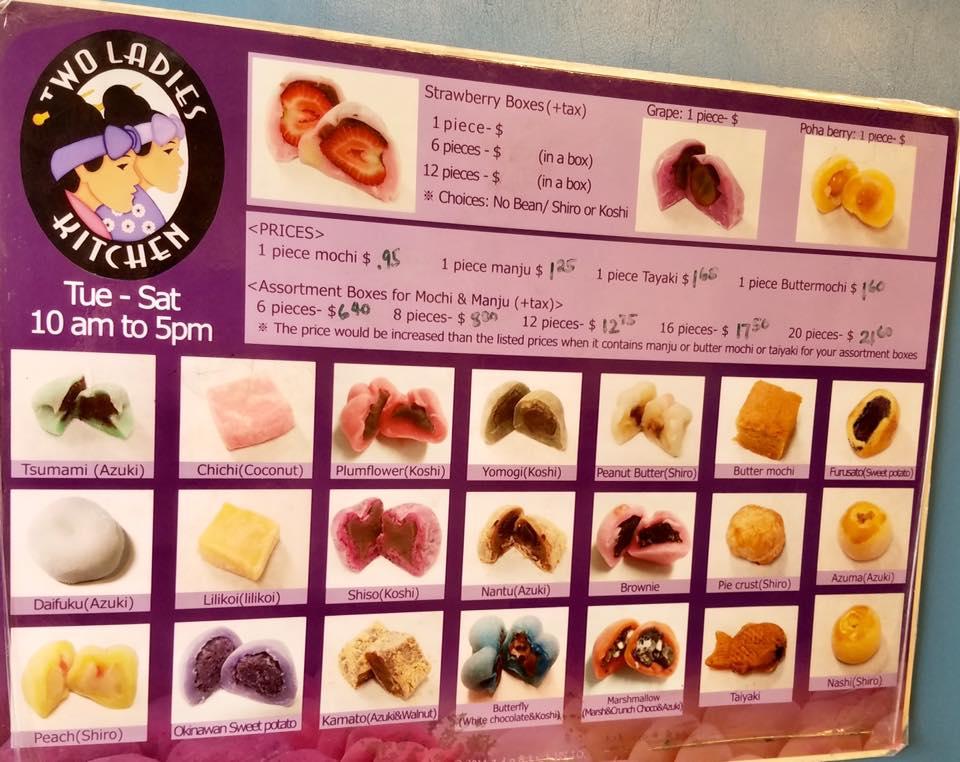 TWO LADIES
KITCHEN
Tue - Sat
10 am to 5pm
Strawberry Boxes (+tax)
1 piece- $
6 pieces - $ (in a box)
12 pieces - $ (in a box)
※ Choices: No Bean/ Shiro or Koshi
Grape: 1 piece- $
Poha berry: 1 piece- $
<PRICES>
1 piece mochi $ .95 1 piece manju $ 1 25 1 piece Tayaki $ 1 60 1 piece Buttermochi $ 1 60
<Assortment Boxes for Mochi & Manju (+tax)>
6 pieces- $ 6 40 8 pieces- $ 8 00 12 pieces- $ 12 75 16 pieces- $ 17 50 20 pieces- $ 21 60
※ The price would be increased than the listed prices when it contains manju or butter mochi or taiyaki for your assortment boxes
Tsumami (Azuki) Chichi(Coconut) Plumflower(Koshi) Yomogi(Koshi) Peanut Butter(Shiro) Butter mochi Furusato(Sweet potato)
Daifuku(Azuki) Lilikoi(lilikoi) Shiso(Koshi) Nantu(Azuki) Brownie Pie crust(Shiro) Azuma(Azuki)
Peach(Shiro) Okinawan Sweet potato Kamato(Azuki&Walnut) Butterfly
(White chocolate&Koshi) Marshmallow
(Marsh&Crunch Choco&Azuki) Taiyaki Nashi(Shiro)